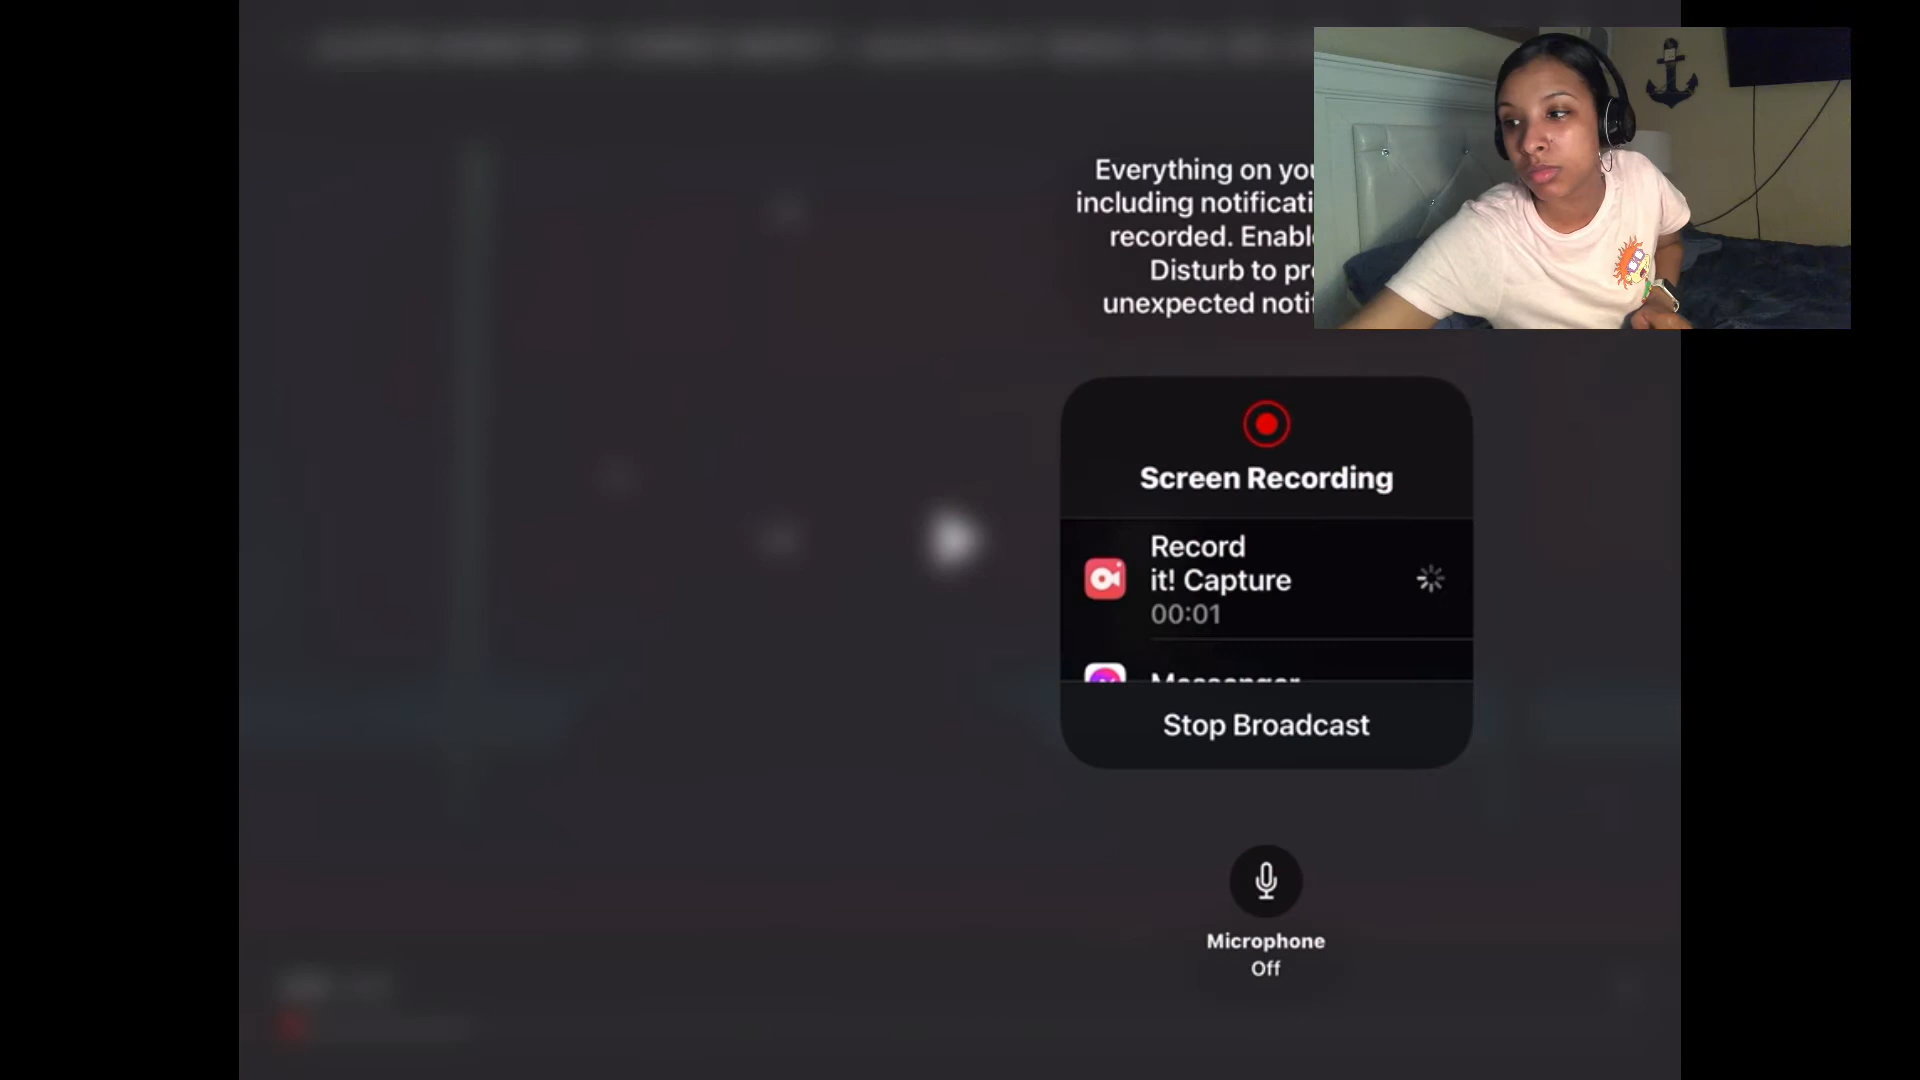 Everything on you
including notificati
recorded. Enabl
Disturb to pr
unexpected noti
Screen Recording
Record
it! Capture
00:01
Messenger
Stop Broadcast
Microphone
Off